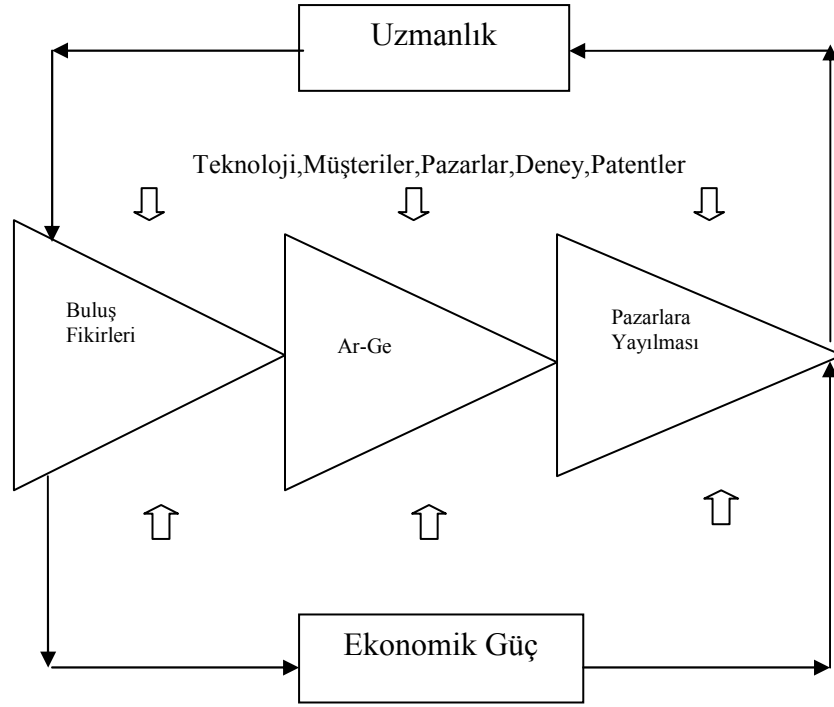 Uzmanlık
Teknoloji,Müşteriler,Pazarlar,Deney,Patentler
Buluş
Fikirleri
Ar-Ge
Pazarlara
Yayılması
Ekonomik Güç